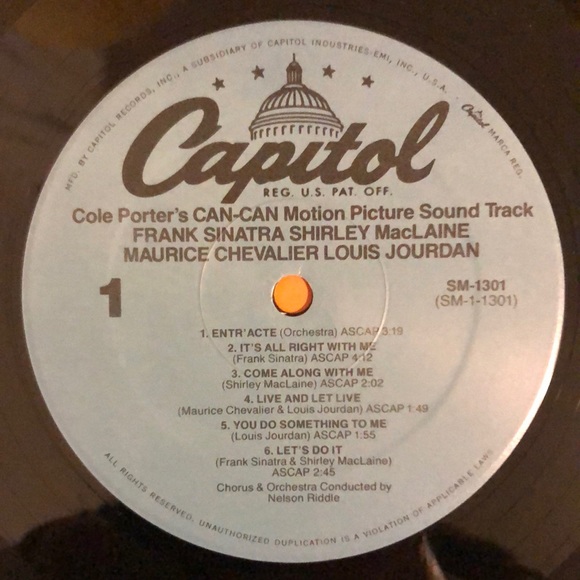 MFD. BY CAPITOL RECORDS, INC., A SUBSIDIARY OF CAPITOL INDUSTRIES-EMI, INC., U.S.A.
Capitol MARCA REG.
Capitol
REG. U.S. PAT. OFF.
Cole Porter's CAN-CAN Motion Picture Sound Track
FRANK SINATRA SHIRLEY MacLAINE
MAURICE CHEVALIER LOUIS JOURDAN
1
SM-1301
(SM-1-1301)
1. ENTR'ACTE (Orchestra) ASCAP 3:19
2. IT'S ALL RIGHT WITH ME
(Frank Sinatra) ASCAP 4:12
3. COME ALONG WITH ME
(Shirley MacLaine) ASCAP 2:02
4. LIVE AND LET LIVE
(Maurice Chevalier & Louis Jourdan) ASCAP 1:49
5. YOU DO SOMETHING TO ME
(Louis Jourdan) ASCAP 1:55
6. LET'S DO IT
(Frank Sinatra & Shirley MacLaine)
ASCAP 2:45
Chorus & Orchestra Conducted by
Nelson Riddle
ALL RIGHTS RESERVED. UNAUTHORIZED DUPLICATION IS A VIOLATION OF APPLICABLE LAWS